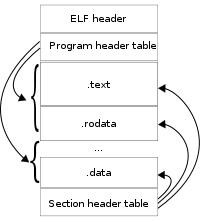 ELF header
Program header table
.text
.rodata
...
.data
Section header table